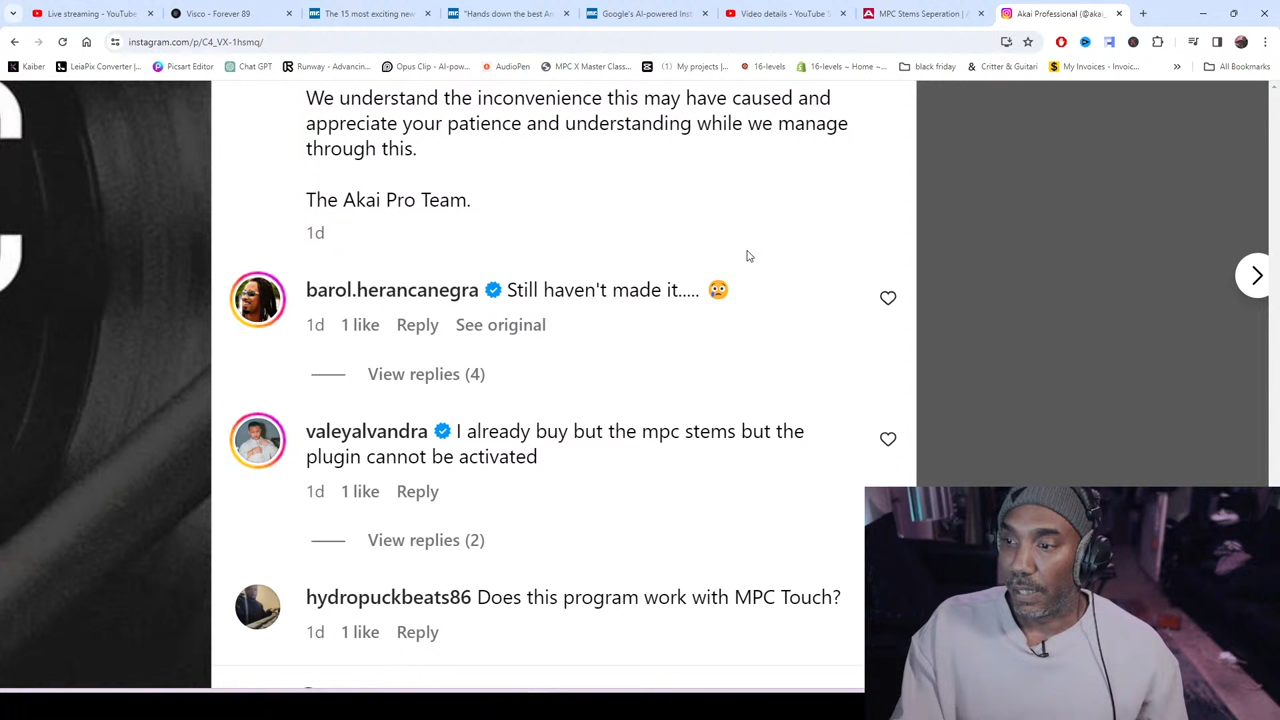 Live streaming - YouTube
Visco - Forever 89
The 15 most exciting new
"Hands down the best An
Google's AI-powered Inst
Video details - YouTube S
MPC Stems Seperation | A
Akai Professional (@akai_
instagram.com/p/C4_VX-1hsmq/
Kaiber
LeiaPix Converter |...
Picsart Editor
Chat GPT
Runway - Advancin...
Opus Clip - AI-pow...
AudioPen
MPC X Master Class...
(1) My projects |...
16-levels
16-levels ~ Home ~...
black friday
Critter & Guitari
My Invoices - Invoic...
All Bookmarks
We understand the inconvenience this may have caused and
appreciate your patience and understanding while we manage
through this.
The Akai Pro Team.
1d
barol.herancanegra Still haven't made it..... 😢
1d 1 like Reply See original
View replies (4)
valeyalvandra I already buy but the mpc stems but the
plugin cannot be activated
1d 1 like Reply
View replies (2)
hydropuckbeats86 Does this program work with MPC Touch?
1d 1 like Reply